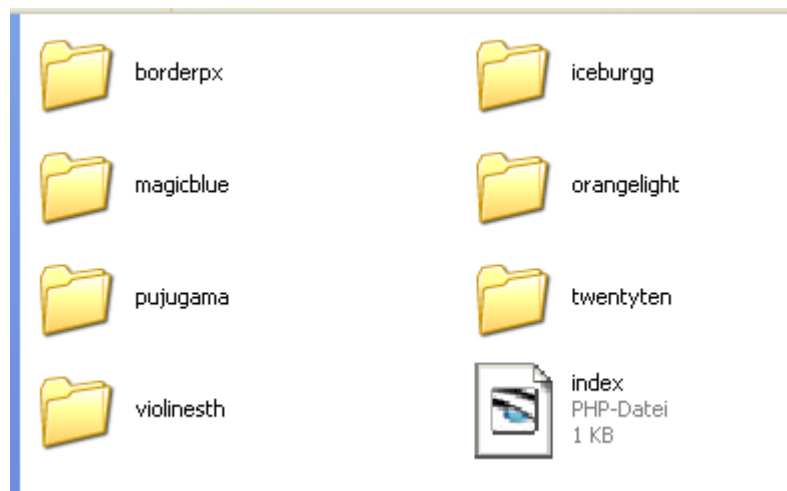 borderpx
iceburgg
magicblue
orangelight
pujugama
twentyten
violinesth
index
PHP-Datei
1 KB